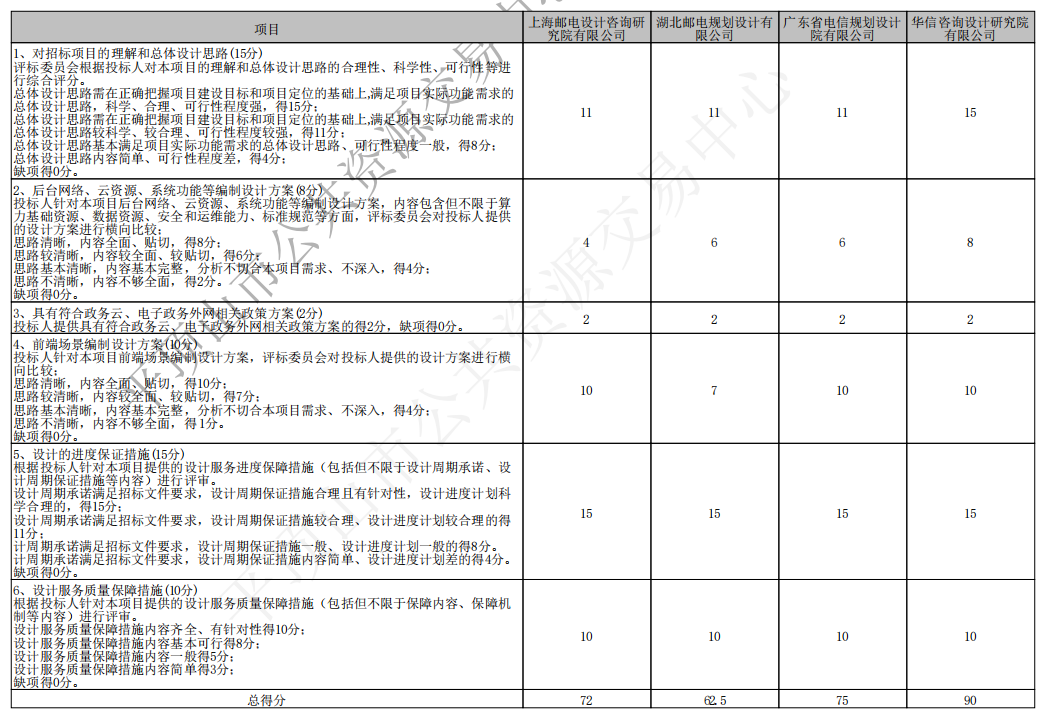 项目
上海邮电设计咨询研
究院有限公司
湖北邮电规划设计有
限公司
广东省电信规划设计
院有限公司
华信咨询设计研究院
有限公司
1、对招标项目的理解和总体设计思路(15分)
评标委员会根据投标人对本项目的理解和总体设计思路的合理性、科学性、可行性等进
行综合评分。
总体设计思路需在正确把握项目建设目标和项目定位的基础上,满足项目实际功能需求的
总体设计思路，科学、合理、可行性程度强，得15分；
总体设计思路需在正确把握项目建设目标和项目定位的基础上,满足项目实际功能需求的
总体设计思路较科学、较合理、可行性程度较强，得11分；
总体设计思路基本满足项目实际功能需求的总体设计思路、可行性程度一般，得8分；
总体设计思路内容简单、可行性程度差，得4分；
缺项得0分。
11
11
11
15
2、后台网络、云资源、系统功能等编制设计方案(8分)
投标人针对本项目后台网络、云资源、系统功能等编制设计方案，内容包含但不限于算
力基础资源、数据资源、安全和运维能力、标准规范等方面，评标委员会对投标人提供
的设计方案进行横向比较；
思路清晰，内容全面、贴切，得8分；
思路较清晰，内容较全面、较贴切，得6分；
思路基本清晰，内容基本完整，分析不切合本项目需求、不深入，得4分；
思路不清晰，内容不够全面，得2分。
缺项得0分。
4
6
6
8
3、具有符合政务云、电子政务外网相关政策方案(2分)
投标人提供具有符合政务云、电子政务外网相关政策方案的得2分，缺项得0分。
2
2
2
2
4、前端场景编制设计方案(10分)
投标人针对本项目前端场景编制设计方案，评标委员会对投标人提供的设计方案进行横
向比较；
思路清晰，内容全面、贴切，得10分；
思路较清晰，内容较全面、较贴切，得7分；
思路基本清晰，内容基本完整，分析不切合本项目需求、不深入，得4分；
思路不清晰，内容不够全面，得1分。
缺项得0分。
10
7
10
10
5、设计的进度保证措施(15分)
根据投标人针对本项目提供的设计服务进度保障措施（包括但不限于设计周期承诺、设
计周期保证措施等内容）进行评审。
设计周期承诺满足招标文件要求，设计周期保证措施合理且有针对性，设计进度计划科
学合理的，得15分；
设计周期承诺满足招标文件要求，设计周期保证措施较合理、设计进度计划较合理的得
11分；
计周期承诺满足招标文件要求，设计周期保证措施一般、设计进度计划一般的得8分。
计周期承诺满足招标文件要求，设计周期保证措施内容简单、设计进度计划差的得4分。
缺项得0分。
15
15
15
15
6、设计服务质量保障措施(10分)
根据投标人针对本项目提供的设计服务质量保障措施（包括但不限于保障内容、保障机
制等内容）进行评审。
设计服务质量保障措施内容齐全、有针对性得10分；
设计服务质量保障措施内容基本可行得8分；
设计服务质量保障措施内容一般得5分；
设计服务质量保障措施内容简单得3分；
缺项得0分。
10
10
10
10
总得分
72
62.5
75
90
平顶山市公共资源交易中心
平顶山市公共资源交易中心